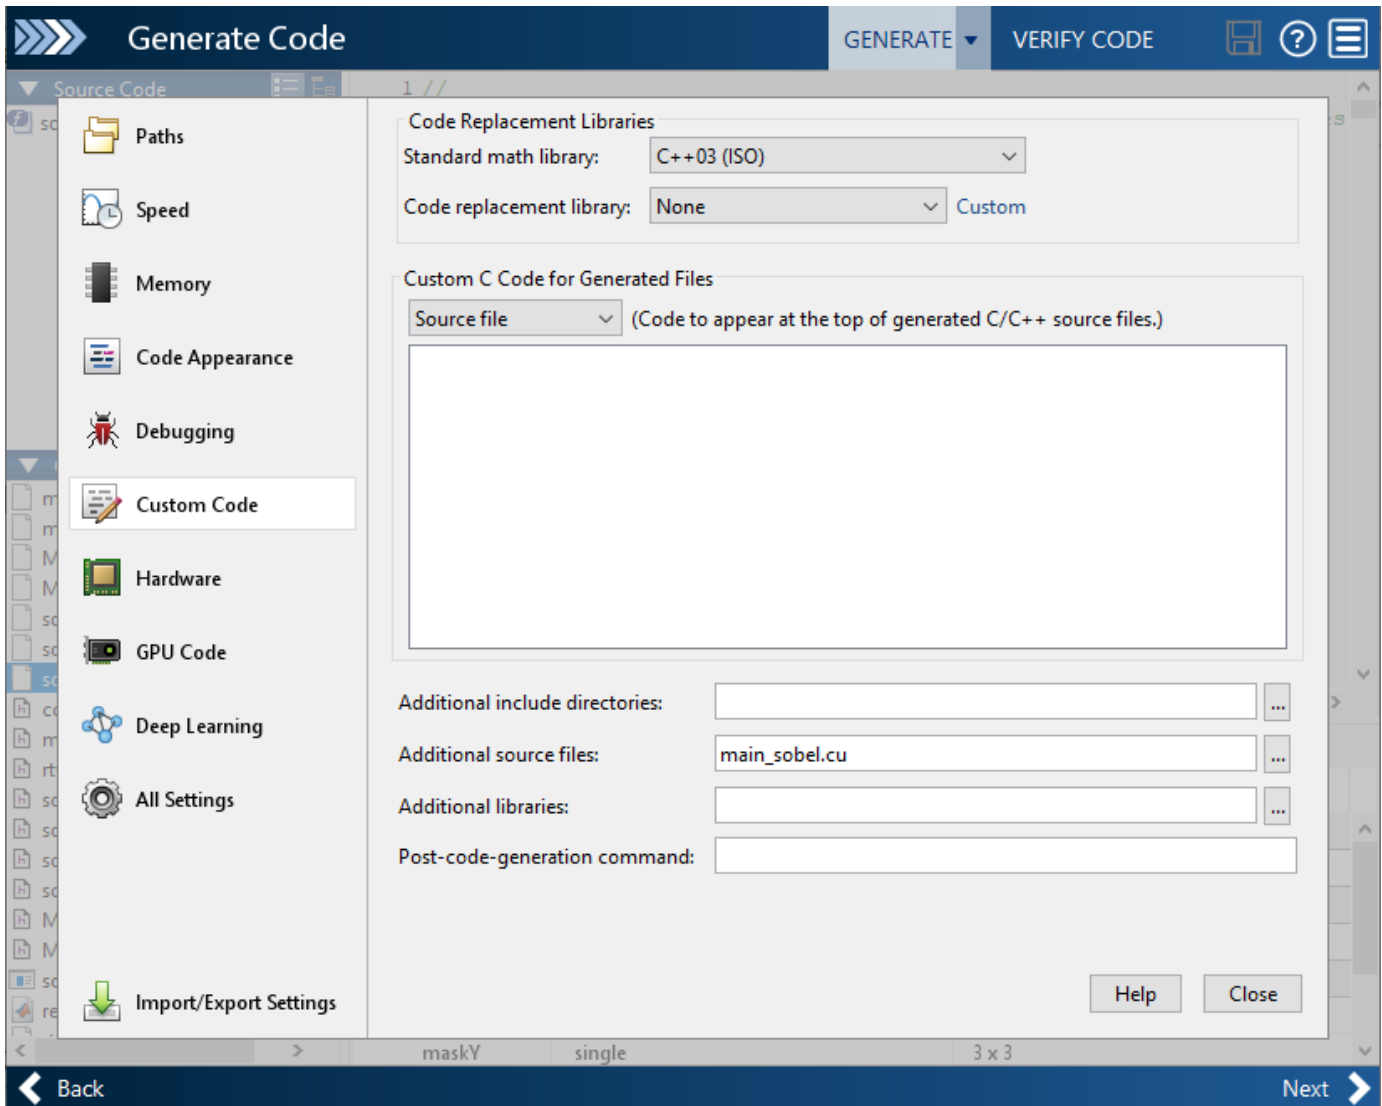 Generate Code
GENERATE
VERIFY CODE
Source Code
1 //
Paths
Speed
Memory
Code Appearance
Debugging
Custom Code
Hardware
GPU Code
Deep Learning
All Settings
Import/Export Settings
Code Replacement Libraries
Standard math library: C++03 (ISO)
Code replacement library: None Custom
Custom C Code for Generated Files
Source file (Code to appear at the top of generated C/C++ source files.)
Additional include directories: ...
Additional source files: main_sobel.cu ...
Additional libraries: ...
Post-code-generation command:
Help Close
maskY single 3 x 3
Back
Next